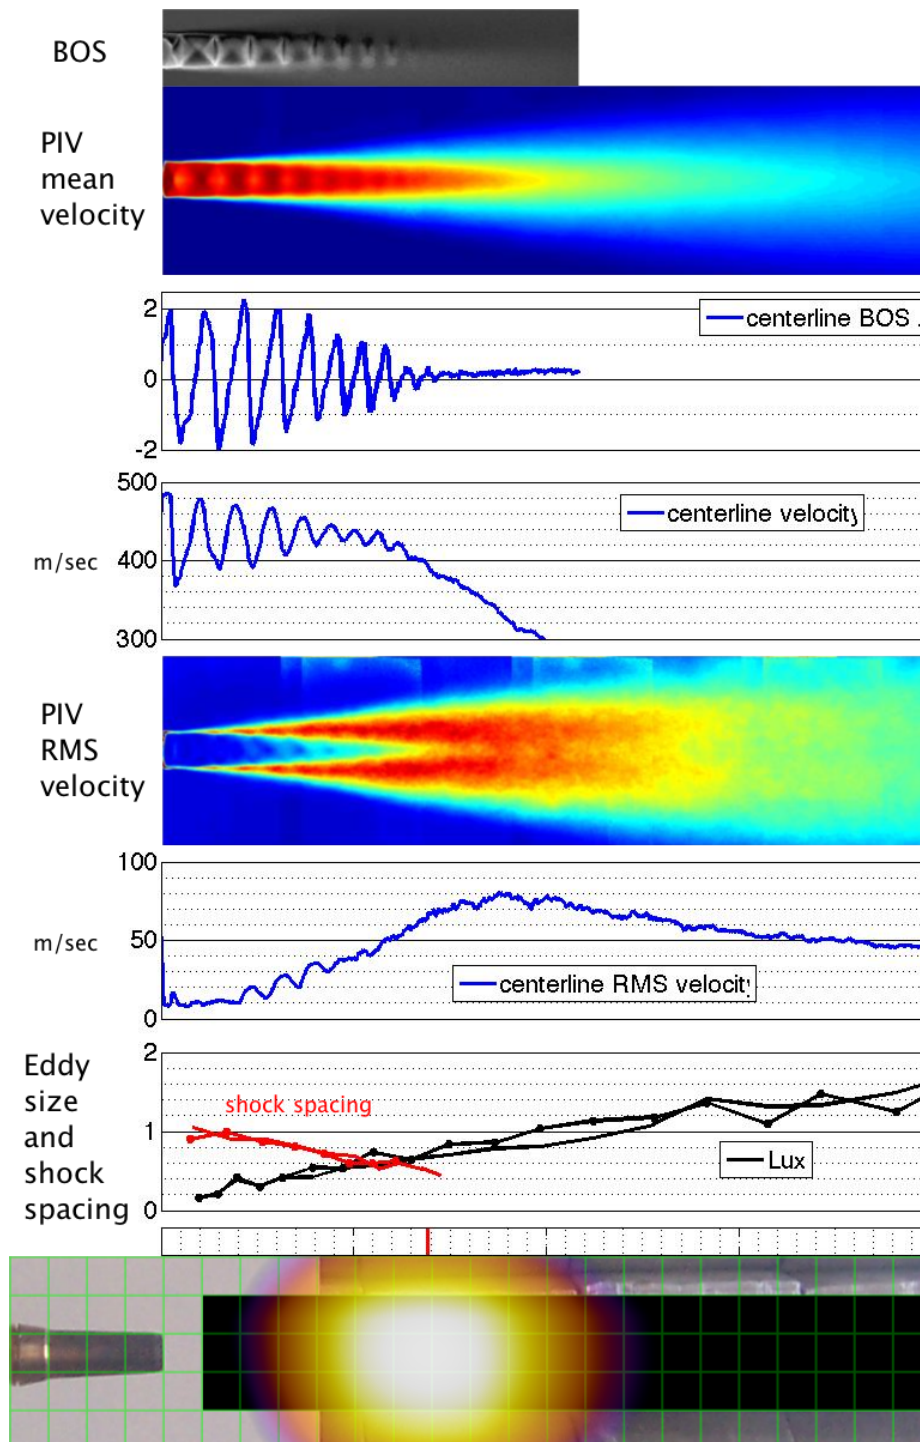 BOS
PIV
mean
velocity
2
centerline BOS
0
-2
500
centerline velocity
m/sec
400
300
PIV
RMS
velocity
100
m/sec
50
centerline RMS velocity
0
Eddy
size
and
shock
spacing
2
shock spacing
1
Lux
0